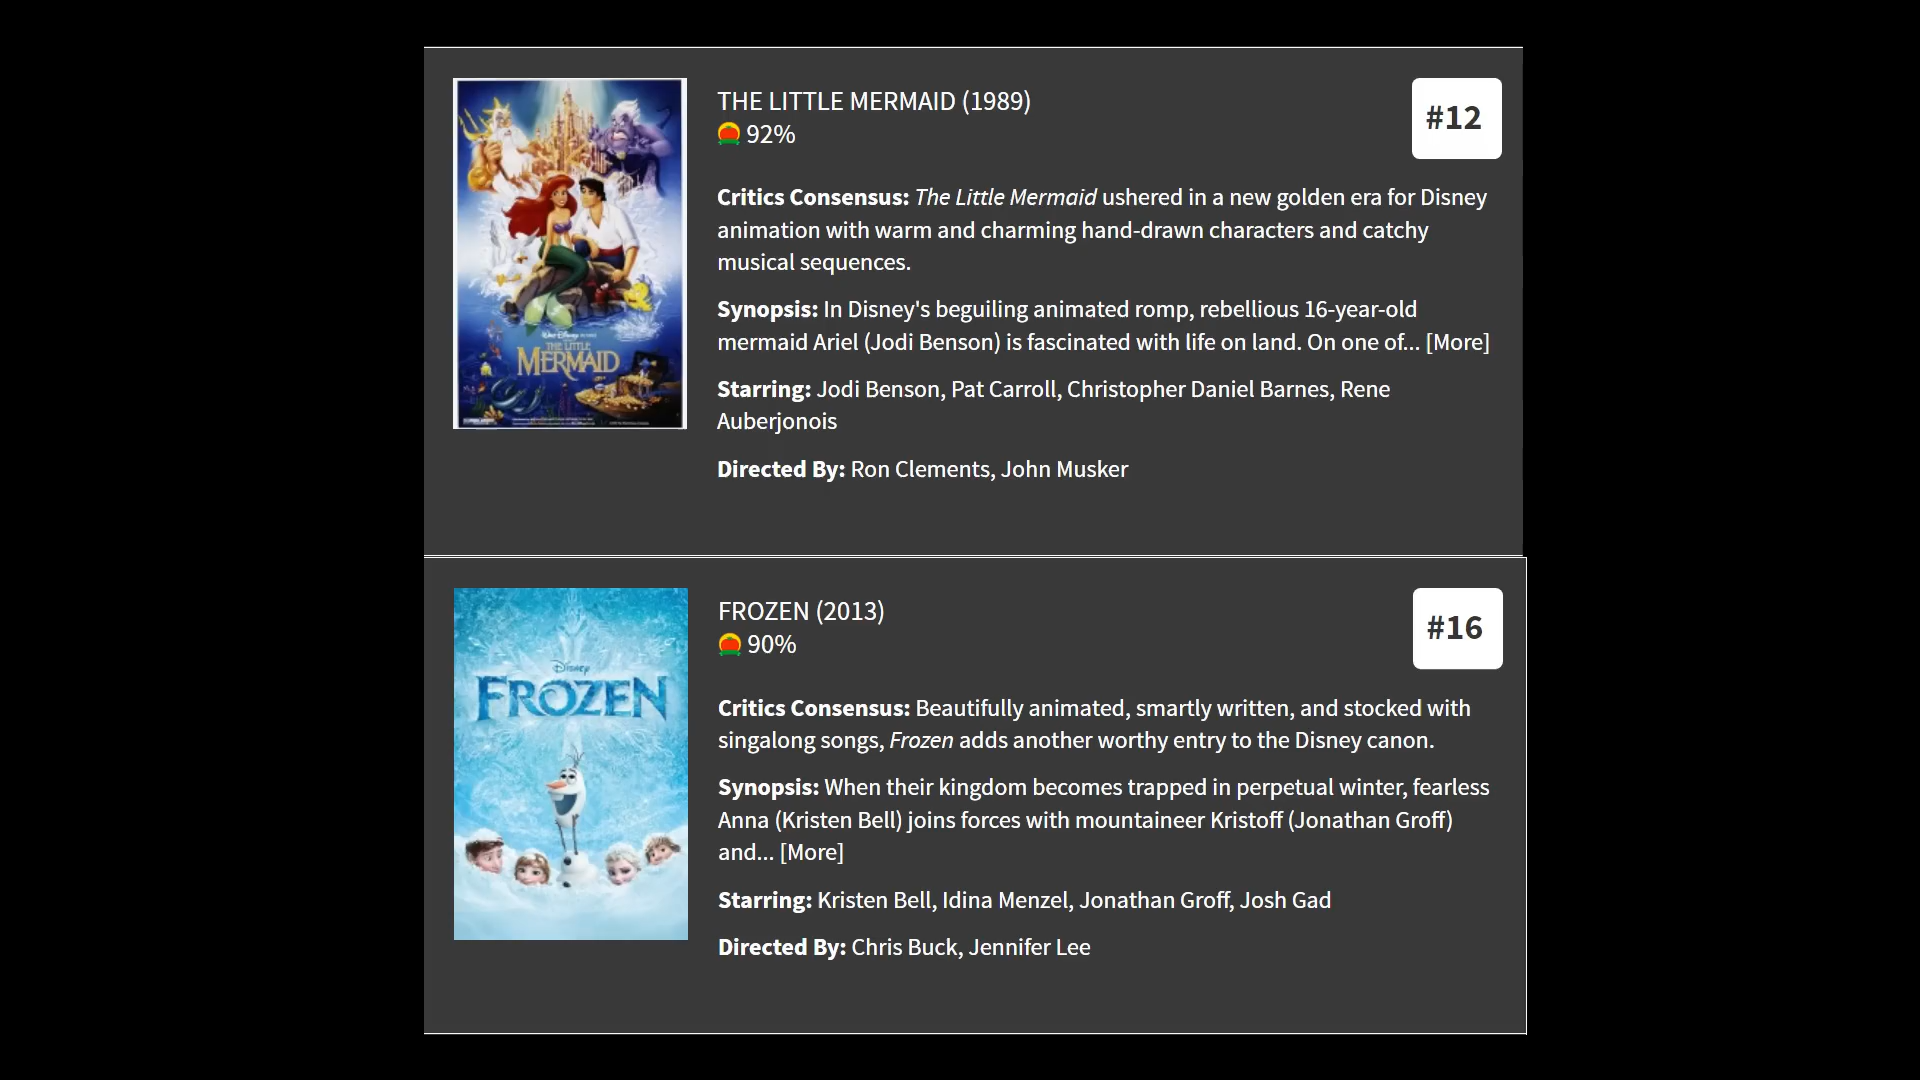 THE LITTLE MERMAID (1989)
92%
#12
Critics Consensus: The Little Mermaid ushered in a new golden era for Disney
animation with warm and charming hand-drawn characters and catchy
musical sequences.
Synopsis: In Disney's beguiling animated romp, rebellious 16-year-old
mermaid Ariel (Jodi Benson) is fascinated with life on land. On one of... [More]
Starring: Jodi Benson, Pat Carroll, Christopher Daniel Barnes, Rene
Auberjonois
Directed By: Ron Clements, John Musker
WALT DISNEY PICTURES
THE LITTLE
MERMAID
FROZEN (2013)
90%
#16
Critics Consensus: Beautifully animated, smartly written, and stocked with
singalong songs, Frozen adds another worthy entry to the Disney canon.
Synopsis: When their kingdom becomes trapped in perpetual winter, fearless
Anna (Kristen Bell) joins forces with mountaineer Kristoff (Jonathan Groff)
and... [More]
Starring: Kristen Bell, Idina Menzel, Jonathan Groff, Josh Gad
Directed By: Chris Buck, Jennifer Lee
DISNEY
FROZEN